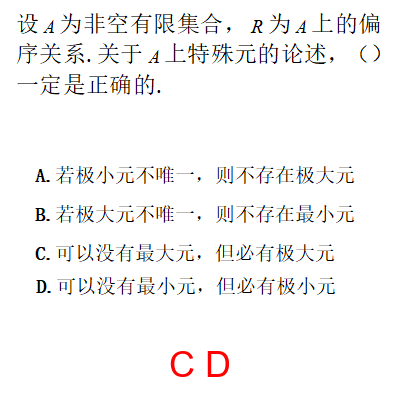 设A为非空有限集合，R为A上的偏
序关系.关于A上特殊元的论述，（）
一定是正确的.
A. 若极小元不唯一，则不存在极大元
B. 若极大元不唯一，则不存在最小元
C. 可以没有最大元，但必有极大元
D. 可以没有最小元，但必有极小元
C D